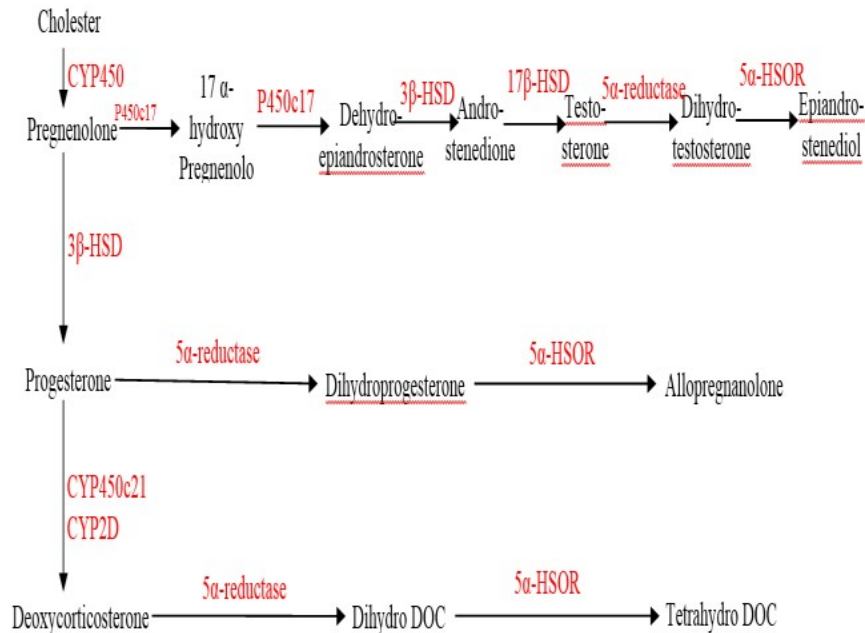 Cholester
CYP450
17 α-
hydroxy
Pregnenolo
P450c17
P450c17
Pregnenolone
Dehydro-
epiandrosterone
3β-HSD
Andro-
stenedione
17β-HSD
Testo-
sterone
5α-reductase
Dihydro-
testosterone
5α-HSOR
Epiandro-
stenediol
3β-HSD
Progesterone
5α-reductase
Dihydroprogesterone
5α-HSOR
Allopregnanolone
CYP450c21
CYP2D
Deoxycorticosterone
5α-reductase
Dihydro DOC
5α-HSOR
Tetrahydro DOC